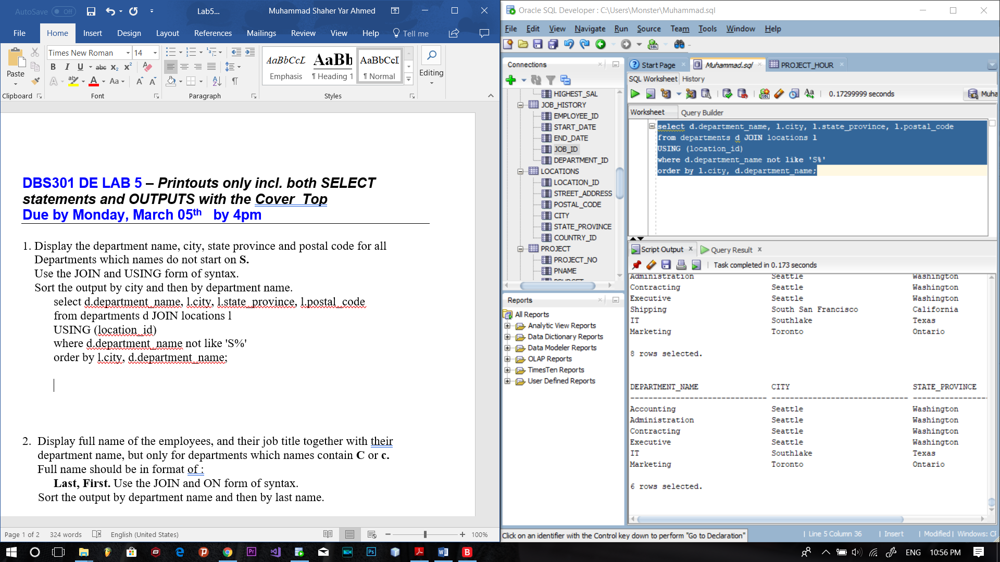 AutoSave Off Lab5... Muhammad Shaher Yar Ahmed
File Home Insert Design Layout References Mailings Review View Help Tell me
Times New Roman 14
Paste
B I U abc X₂ X²
Aa
AaBbCcL AaBb AaBbCcI
Emphasis ¶ Heading 1 ¶ Normal
Editing
Clipboard Font Paragraph Styles
DBS301 DE LAB 5 – Printouts only incl. both SELECT
statements and OUTPUTS with the Cover Top
Due by Monday, March 05th by 4pm
1. Display the department name, city, state province and postal code for all
Departments which names do not start on S.
Use the JOIN and USING form of syntax.
Sort the output by city and then by department name.
select d.department_name, l.city, l.state_province, l.postal_code
from departments d JOIN locations l
USING (location_id)
where d.department_name not like 'S%'
order by l.city, d.department_name;
2. Display full name of the employees, and their job title together with their
department name, but only for departments which names contain C or c.
Full name should be in format of :
Last, First. Use the JOIN and ON form of syntax.
Sort the output by department name and then by last name.
Page 1 of 2 324 words English (United States) 100%
Oracle SQL Developer : C:\Users\Monster\Muhammad.sql
File Edit View Navigate Run Source Team Tools Window Help
Connections
HIGHEST_SAL
JOB_HISTORY
EMPLOYEE_ID
START_DATE
END_DATE
JOB_ID
DEPARTMENT_ID
LOCATIONS
LOCATION_ID
STREET_ADDRESS
POSTAL_CODE
CITY
STATE_PROVINCE
COUNTRY_ID
PROJECT
PROJECT_NO
PNAME
Reports
All Reports
Analytic View Reports
Data Dictionary Reports
Data Modeler Reports
OLAP Reports
TimesTen Reports
User Defined Reports
Start Page Muhammad.sql PROJECT_HOUR
SQL Worksheet History
0.17299999 seconds Muha
Worksheet Query Builder
select d.department_name, l.city, l.state_province, l.postal_code
from departments d JOIN locations l
USING (location_id)
where d.department_name not like 'S%'
order by l.city, d.department_name;
Script Output Query Result
Task completed in 0.173 seconds
Administration Seattle Washington
Contracting Seattle Washington
Executive Seattle Washington
Shipping South San Francisco California
IT Southlake Texas
Marketing Toronto Ontario
8 rows selected.
DEPARTMENT_NAME CITY STATE_PROVINCE
Accounting Seattle Washington
Administration Seattle Washington
Contracting Seattle Washington
Executive Seattle Washington
IT Southlake Texas
Marketing Toronto Ontario
6 rows selected.
Click on an identifier with the Control key down to perform "Go to Declaration" Line 5 Column 36 Insert Modified Windows: CF
ENG 10:56 PM